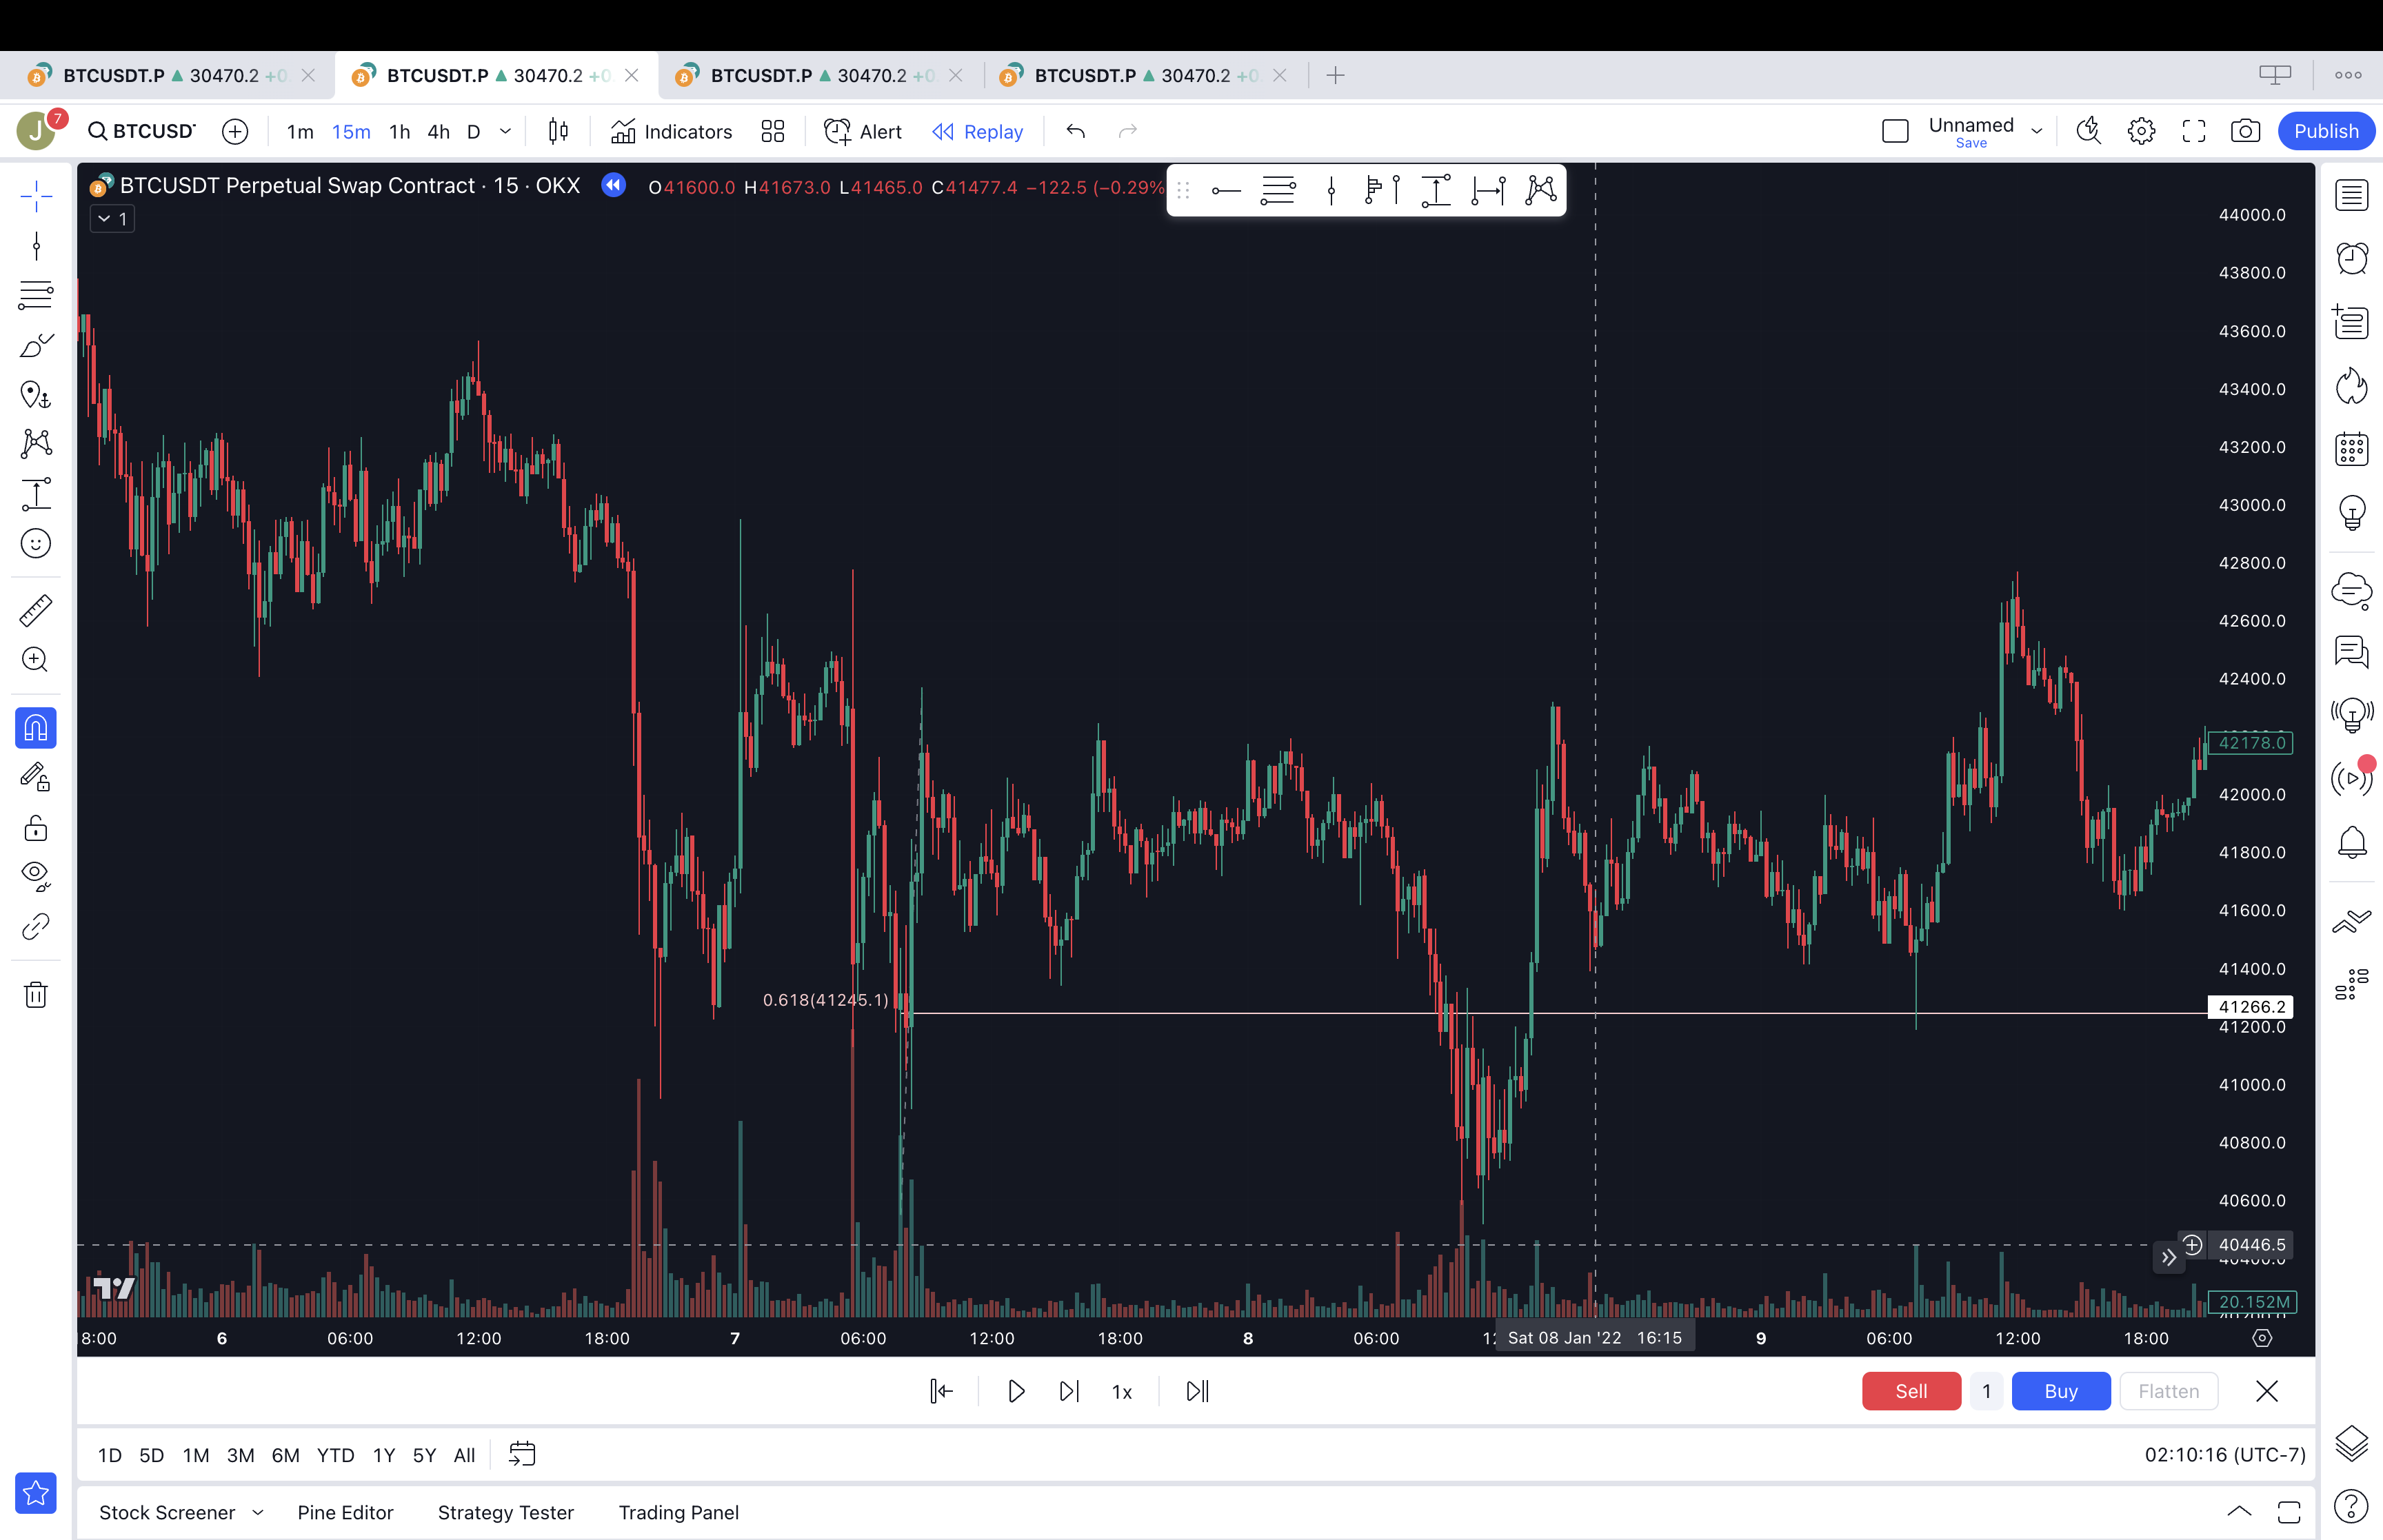 BTCUSDT.P ▲ 30470.2 +0 BTCUSDT.P ▲ 30470.2 +0 BTCUSDT.P ▲ 30470.2 +0 BTCUSDT.P ▲ 30470.2 +0
J 7 BTCUSD 1m 15m 1h 4h D Indicators Alert Replay Unnamed Publish
Save
BTCUSDT Perpetual Swap Contract · 15 · OKX O41600.0 H41673.0 L41465.0 C41477.4 −122.5 (−0.29%
1
44000.0
43800.0
43600.0
43400.0
43200.0
43000.0
42800.0
42600.0
42400.0
42178.0
42000.0
41800.0
41600.0
41400.0
0.618(41245.1)
41266.2
41200.0
41000.0
40800.0
40600.0
40446.5
20.152M
8:00 6 06:00 12:00 18:00 7 06:00 12:00 18:00 8 06:00 Sat 08 Jan '22 16:15 9 06:00 12:00 18:00
1x Sell 1 Buy Flatten
1D 5D 1M 3M 6M YTD 1Y 5Y All 02:10:16 (UTC-7)
Stock Screener Pine Editor Strategy Tester Trading Panel